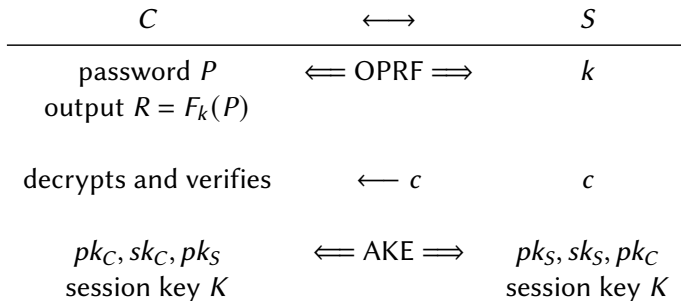 C ⟷ S
password P ⟸ OPRF ⟹ k
output R = F_k(P)
decrypts and verifies ⟵ c c
pk_C, sk_C, pk_S ⟸ AKE ⟹ pk_S, sk_S, pk_C
session key K session key K